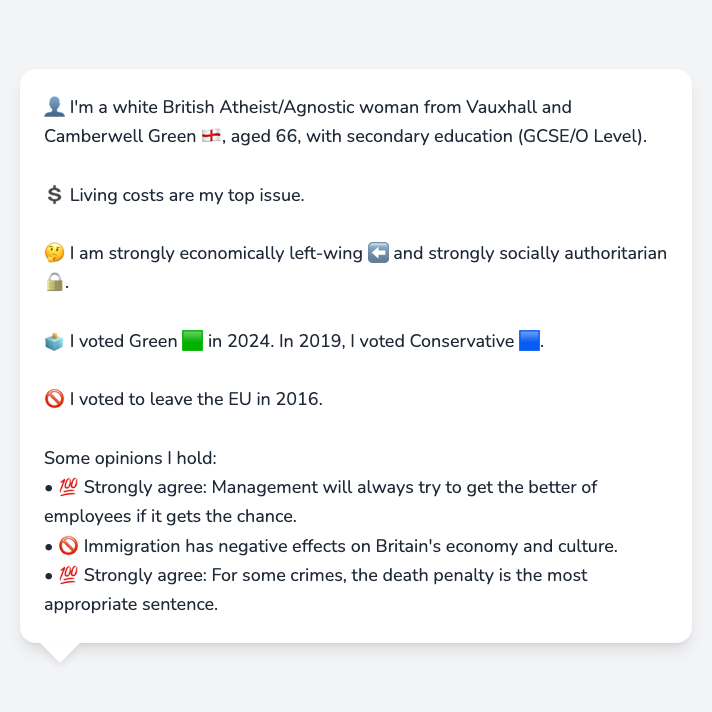 👤 I'm a white British Atheist/Agnostic woman from Vauxhall and
Camberwell Green 🏴󠁧󠁢󠁥󠁮󠁧󠁿, aged 66, with secondary education (GCSE/O Level).
💲 Living costs are my top issue.
🤔 I am strongly economically left-wing ⬅️ and strongly socially authoritarian
🔒.
🗳️ I voted Green 🟩 in 2024. In 2019, I voted Conservative 🟦.
🚫 I voted to leave the EU in 2016.
Some opinions I hold:
• 💯 Strongly agree: Management will always try to get the better of
employees if it gets the chance.
• 🚫 Immigration has negative effects on Britain's economy and culture.
• 💯 Strongly agree: For some crimes, the death penalty is the most
appropriate sentence.